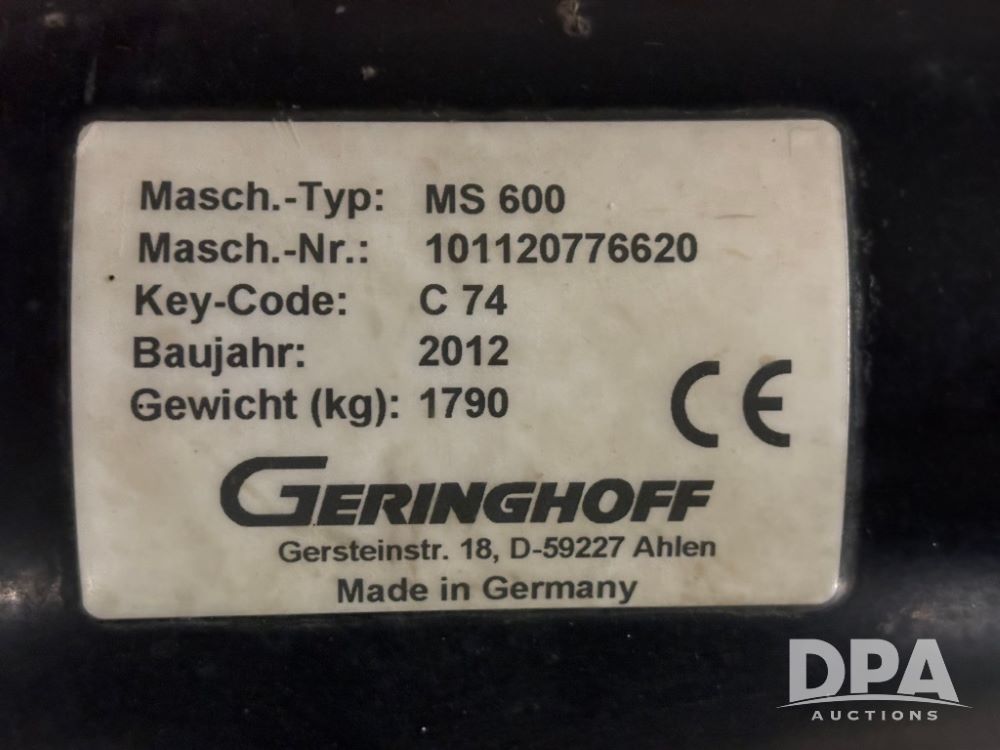 Masch.-Typ: MS 600
Masch.-Nr.: 101120776620
Key-Code: C 74
Baujahr: 2012
Gewicht (kg): 1790
CE
GERINGHOFF
Gersteinstr. 18, D-59227 Ahlen
Made in Germany
DPA
AUCTIONS